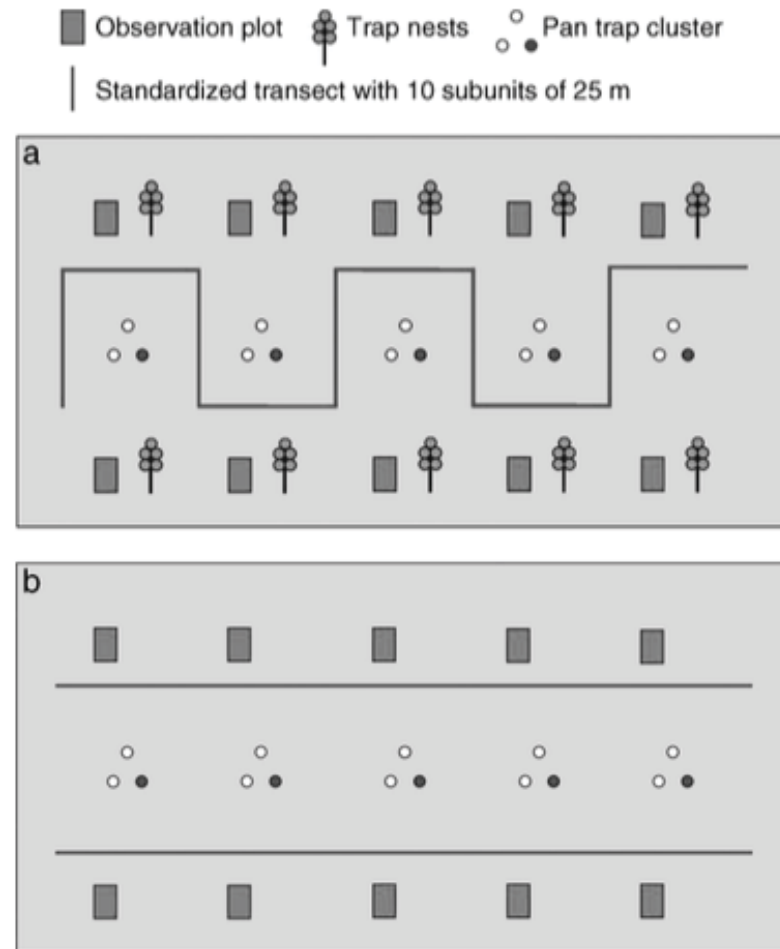 Observation plot Trap nests Pan trap cluster
Standardized transect with 10 subunits of 25 m
a
b